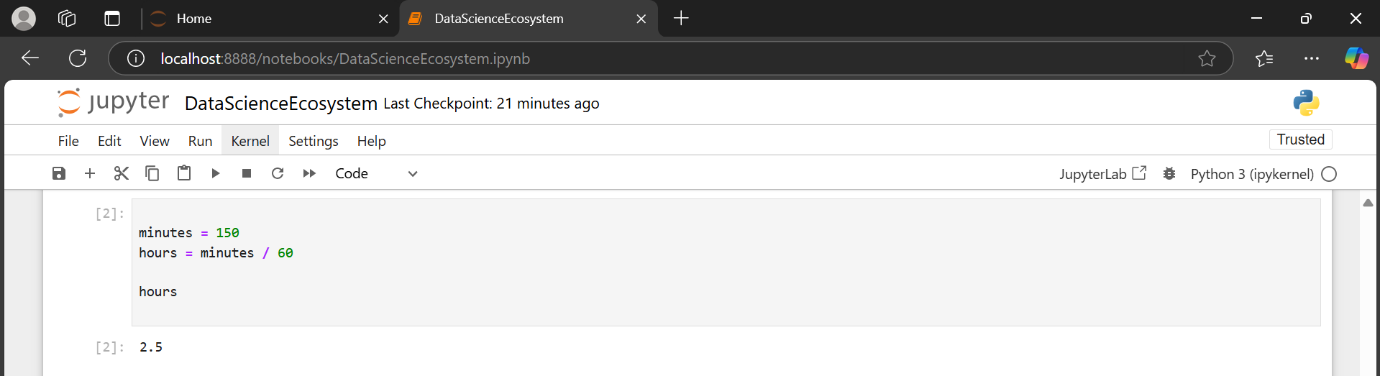 Home
DataScienceEcosystem
localhost:8888/notebooks/DataScienceEcosystem.ipynb
jupyter DataScienceEcosystem Last Checkpoint: 21 minutes ago
File Edit View Run Kernel Settings Help
Trusted
Code
JupyterLab
Python 3 (ipykernel)
[2]:
minutes = 150
hours = minutes / 60
hours
[2]: 2.5